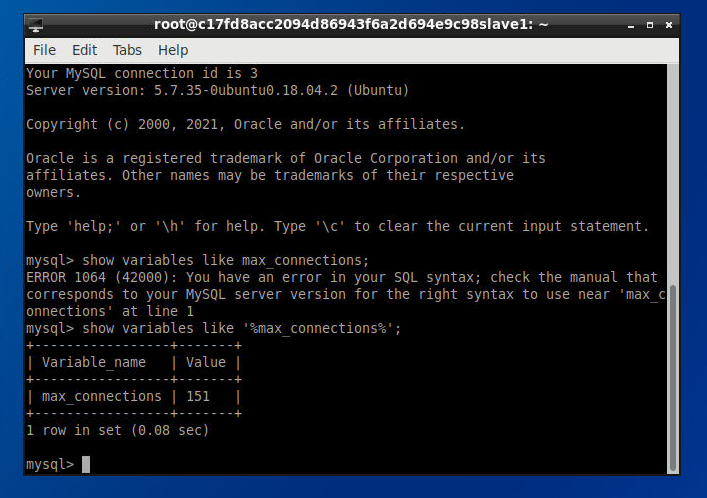 root@c17fd8acc2094d86943f6a2d694e9c98slave1: ~
File Edit Tabs Help
Your MySQL connection id is 3
Server version: 5.7.35-0ubuntu0.18.04.2 (Ubuntu)
Copyright (c) 2000, 2021, Oracle and/or its affiliates.
Oracle is a registered trademark of Oracle Corporation and/or its
affiliates. Other names may be trademarks of their respective
owners.
Type 'help;' or '\h' for help. Type '\c' to clear the current input statement.
mysql> show variables like max_connections;
ERROR 1064 (42000): You have an error in your SQL syntax; check the manual that
corresponds to your MySQL server version for the right syntax to use near 'max_c
onnections' at line 1
mysql> show variables like '%max_connections%';
+-----------------+-------+
| Variable_name   | Value |
+-----------------+-------+
| max_connections | 151   |
+-----------------+-------+
1 row in set (0.08 sec)
mysql>